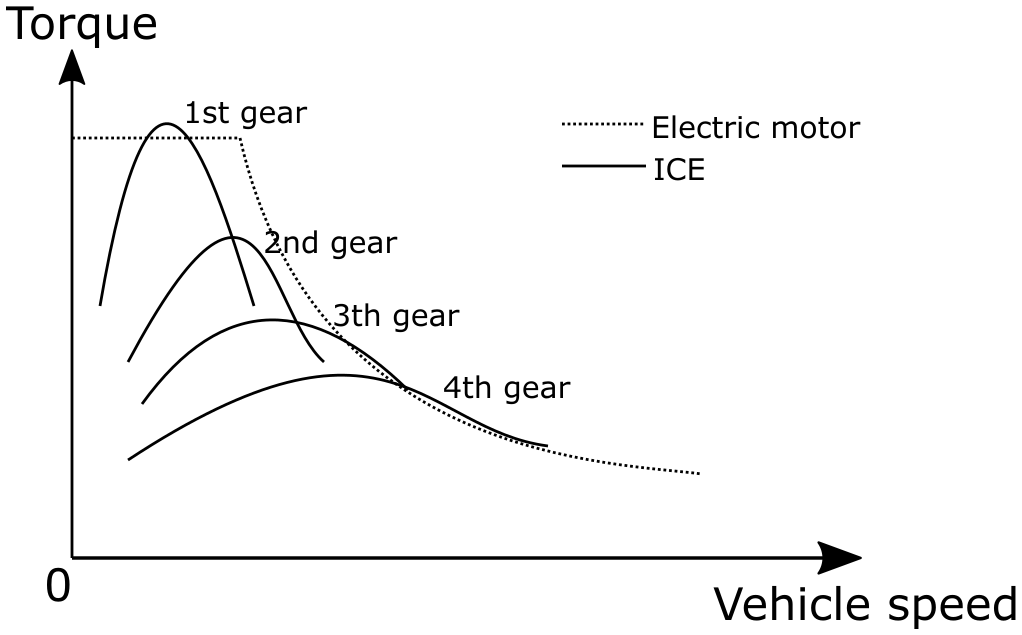 Torque
1st gear
Electric motor
ICE
2nd gear
3th gear
4th gear
0
Vehicle speed